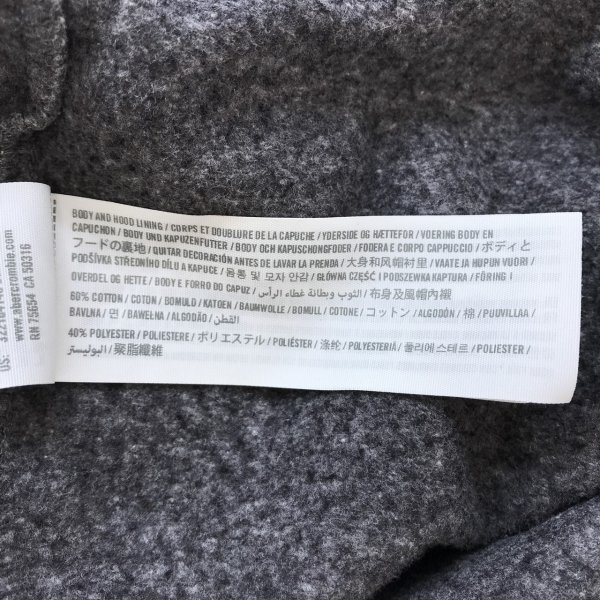 BODY AND HOOD LINING / CORPS ET DOUBLURE DE LA CAPUCHE / YDERSIDE OG HÆTTEFOR / VOERING BODY EN
CAPUCHON / BODY UND KAPUZENFUTTER / BODY OCH KAPUSCHONGFODER / FODERA E CORPO CAPPUCCIO / ボディと
フードの裏地 / QUITAR DECORACIÓN ANTES DE LAVAR LA PRENDA / 大身和风帽衬里 / VAATE JA HUPUN VUORI /
PODŠÍVKA STŘEDNÍHO DÍLU A KAPUCE / 몸통 및 모자 안감 / GŁÓWNA CZĘŚĆ I PODSZEWKA KAPTURA / FÔRING I
OVERDEL OG HETTE / BODY E FORRO DO CAPUZ / الثوب وبطانة غطاء الرأس / 布身及風帽內襯
60% COTTON / COTON / BOMULD / KATOEN / BAUMWOLLE / BOMULL / COTONE / コットン / ALGODÓN / 棉 / PUUVILLAA /
BAVLNA / 면 / BAWEŁNA / ALGODÃO / القطن
40% POLYESTER / POLIESTERE / ポリエステル / POLIÉSTER / 涤纶 / POLYESTERIÄ / 폴리에스테르 / POLYESTER /
البوليستر / 聚脂纖維
www.abercrombie.com
RN 75654 CA 50316